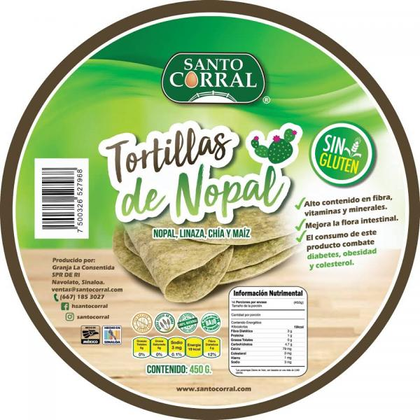 SANTO
CORRAL
®
Tortillas
de Nopal
NOPAL, LINAZA, CHÍA Y MAÍZ
SIN
GLUTEN
Alto contenido en fibra,
vitaminas y minerales.
Mejora la flora intestinal.
El consumo de este
producto combate
diabetes, obesidad
y colesterol.
7 500326 527968
Producido por:
Granja La Consentida
SPR DE RI
Navolato, Sinaloa.
ventas@santocorral.com
(667) 185 3027
hsantocorral
santocorral
Información Nutrimental
CONTENIDO: 450 G.
www.santocorral.com